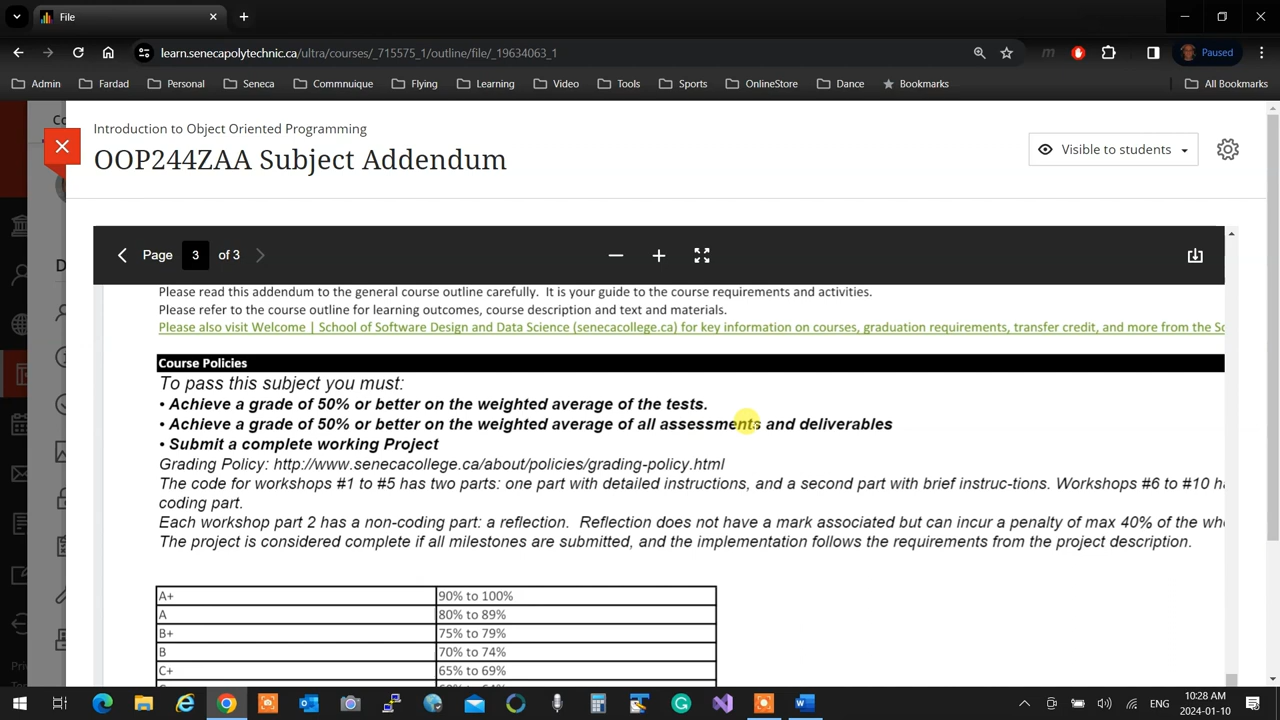 File
learn.senecapolytechnic.ca/ultra/courses/_715575_1/outline/file/_19634063_1
Paused
Admin Fardad Personal Seneca Commnuique Flying Learning Video Tools Sports OnlineStore Dance Bookmarks All Bookmarks
Introduction to Object Oriented Programming
OOP244ZAA Subject Addendum
Visible to students
Page 3 of 3
Please read this addendum to the general course outline carefully. It is your guide to the course requirements and activities.
Please refer to the course outline for learning outcomes, course description and text and materials.
Please also visit Welcome | School of Software Design and Data Science (senecacollege.ca) for key information on courses, graduation requirements, transfer credit, and more from the Sc
Course Policies
To pass this subject you must:
• Achieve a grade of 50% or better on the weighted average of the tests.
• Achieve a grade of 50% or better on the weighted average of all assessments and deliverables
• Submit a complete working Project
Grading Policy: http://www.senecacollege.ca/about/policies/grading-policy.html
The code for workshops #1 to #5 has two parts: one part with detailed instructions, and a second part with brief instruc-tions. Workshops #6 to #10 h
coding part.
Each workshop part 2 has a non-coding part: a reflection. Reflection does not have a mark associated but can incur a penalty of max 40% of the wh
The project is considered complete if all milestones are submitted, and the implementation follows the requirements from the project description.
A+ 90% to 100%
A 80% to 89%
B+ 75% to 79%
B 70% to 74%
C+ 65% to 69%
ENG
10:28 AM
2024-01-10